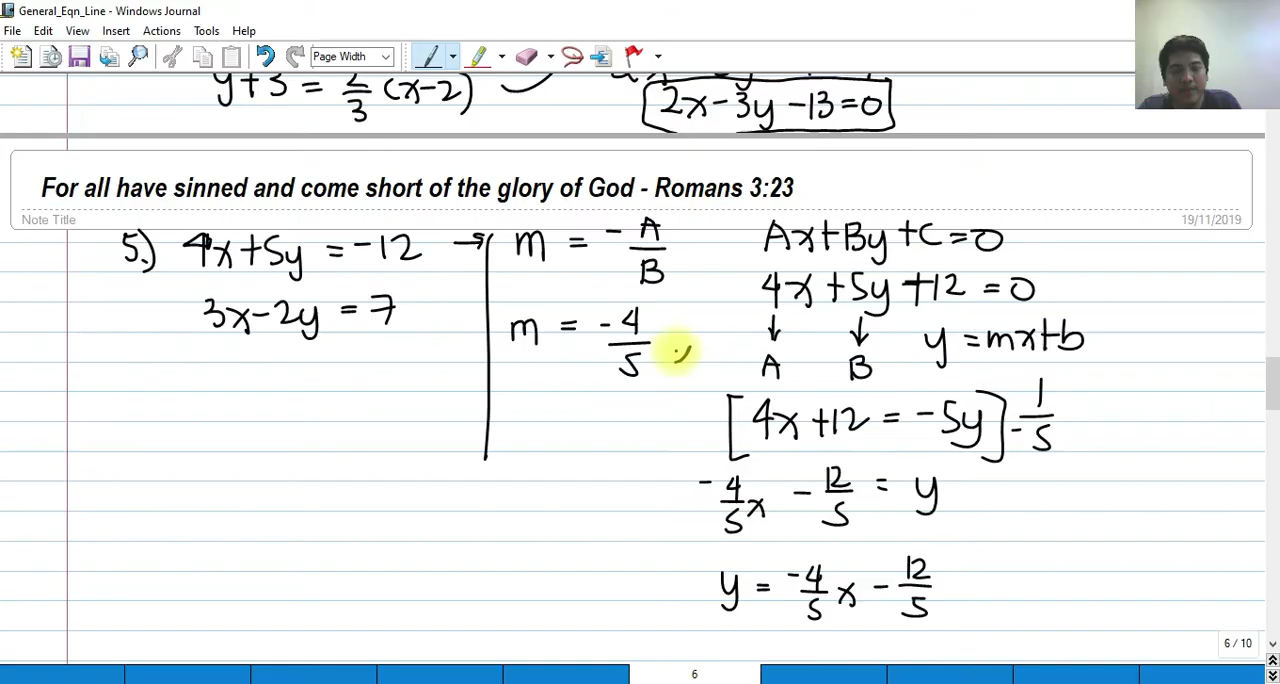 General_Eqn_Line - Windows Journal
File Edit View Insert Actions Tools Help
Page Width
y+3 = 2/3 (x-2)
2x-3y-13=0
For all have sinned and come short of the glory of God - Romans 3:23
Note Title
19/11/2019
5.) 4x+5y = -12
3x-2y = 7
m = -A/B
m = -4/5
Ax+By+C=0
4x+5y+12=0
A B
y=mx+b
[4x+12 = -5y] -1/5
-4/5x - 12/5 = y
y = -4/5x - 12/5
6 / 10
6